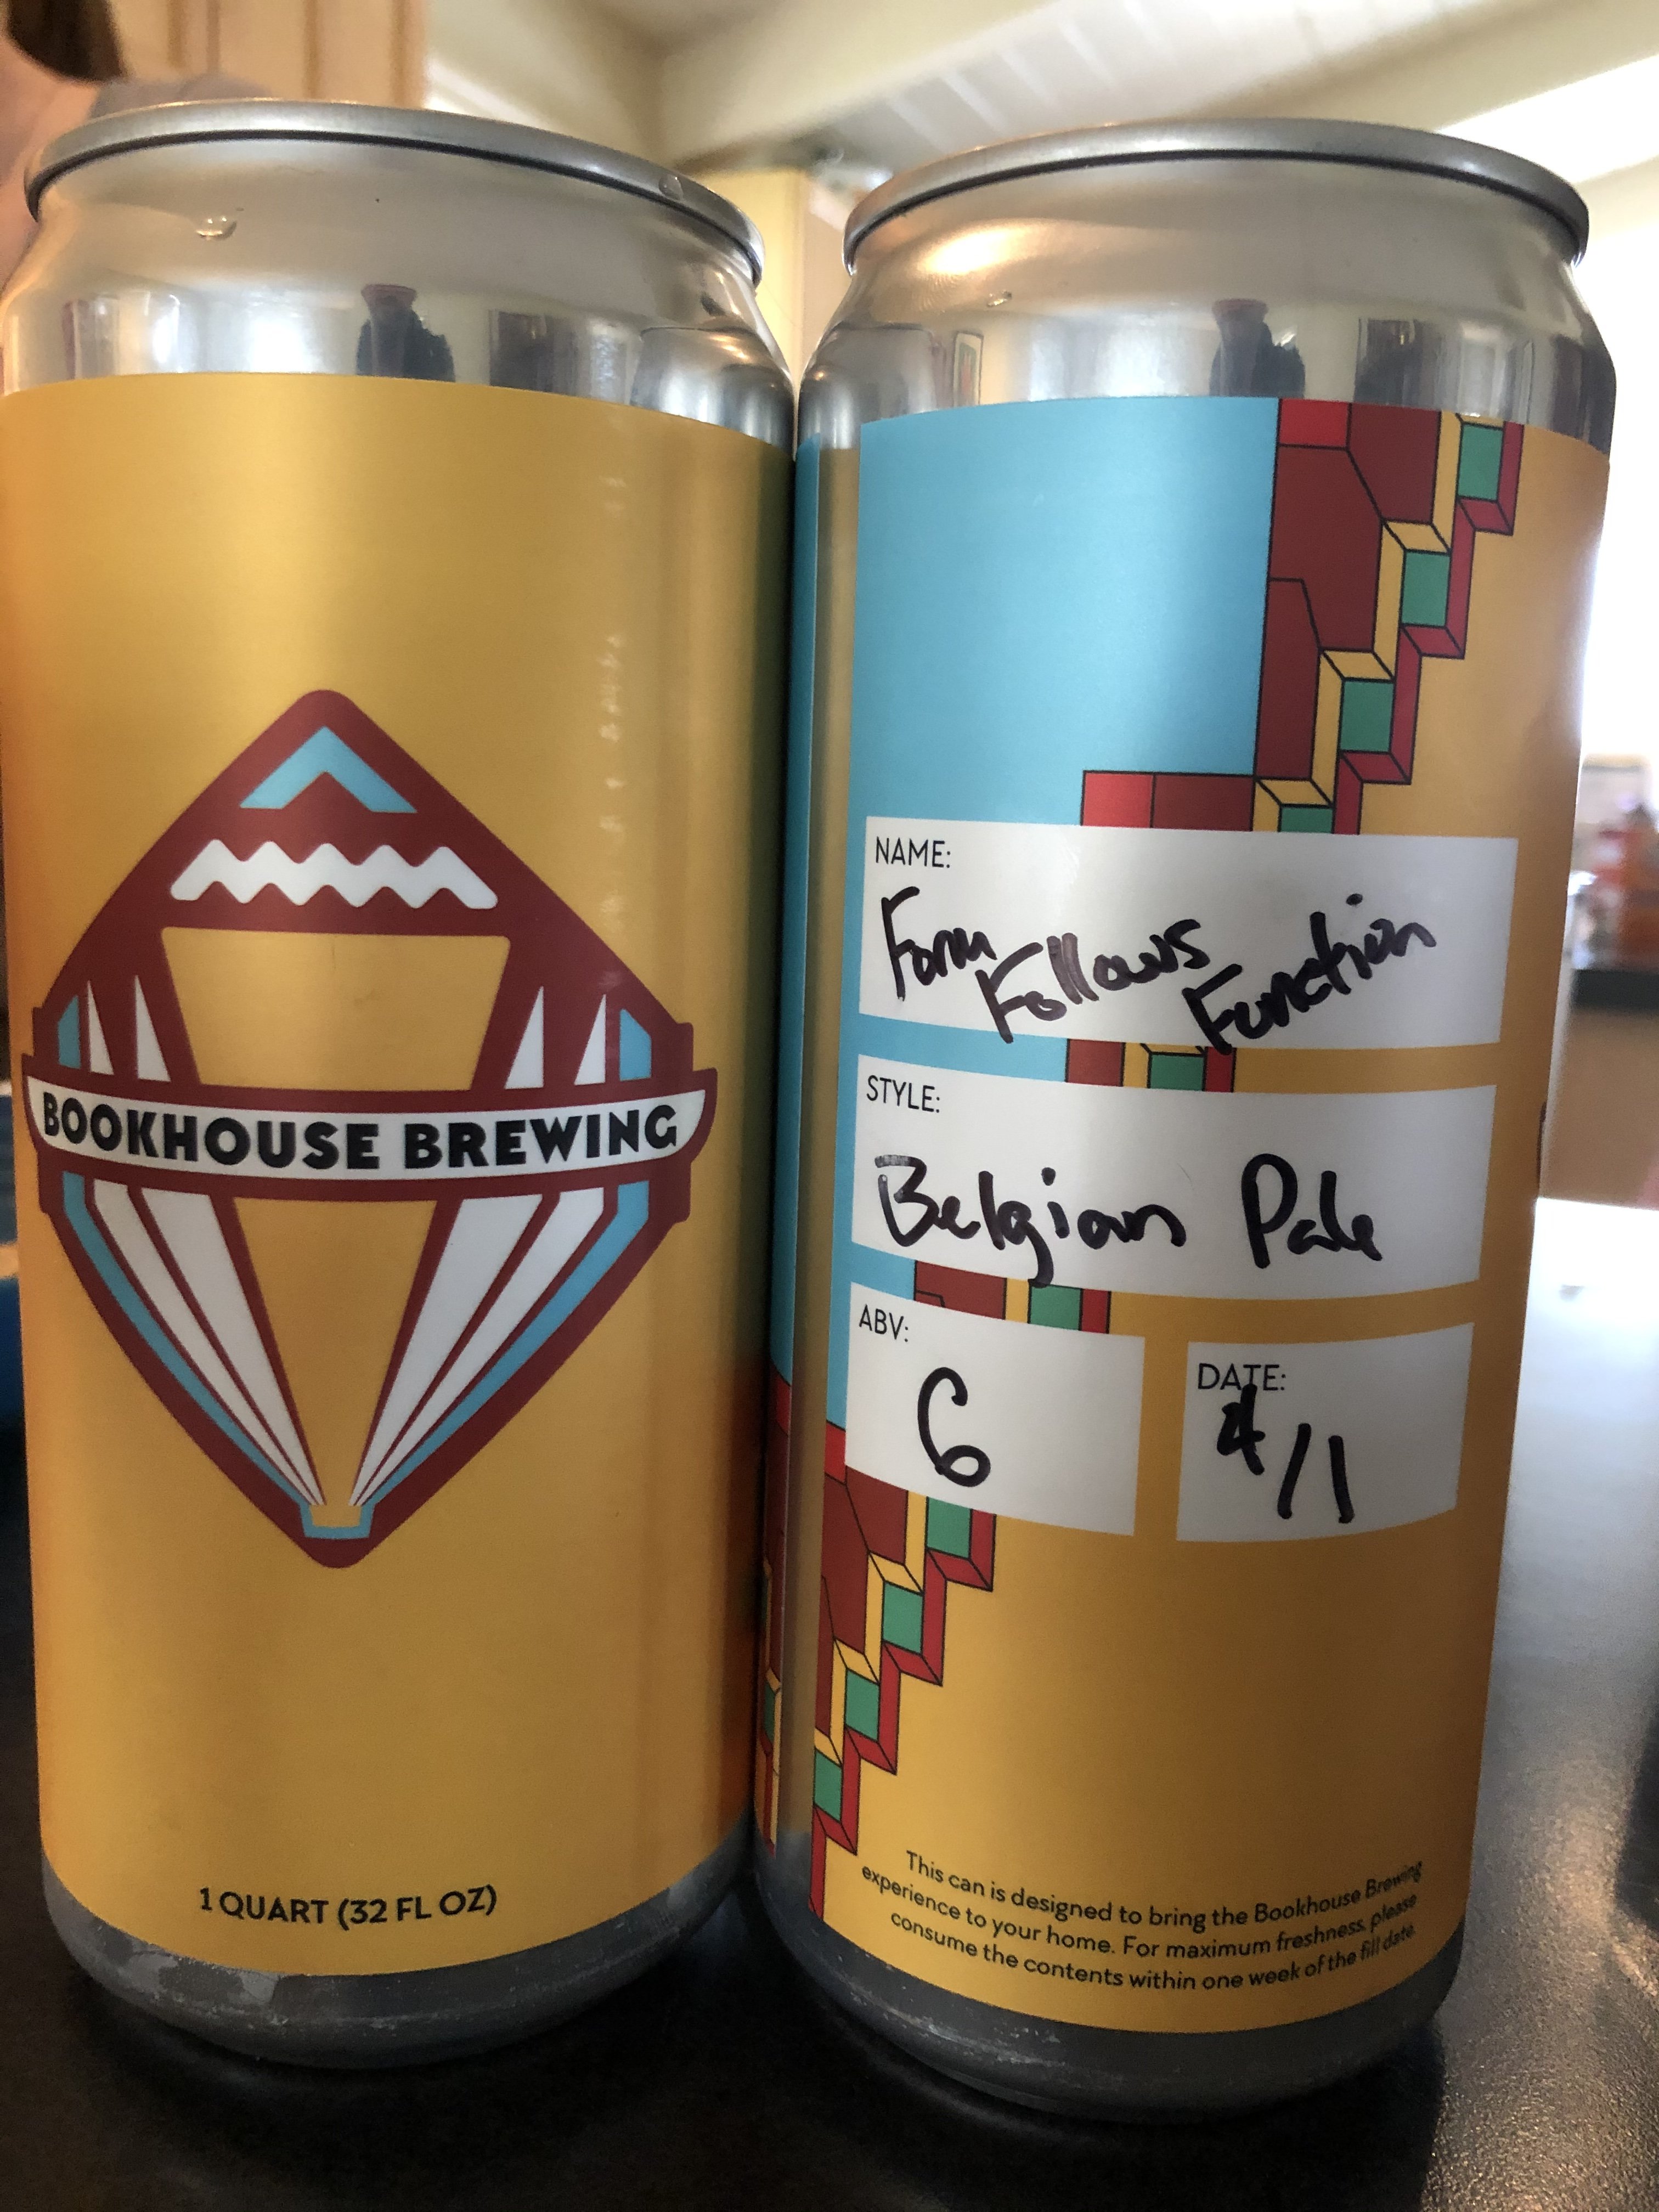 BOOKHOUSE BREWING
1 QUART (32 FL OZ)
NAME:
Form
Follows
Function
STYLE:
Belgian Pale
ABV:
6
DATE:
4/1
This can is designed to bring the Bookhouse Brewing
experience to your home. For maximum freshness, please
consume the contents within one week of the fill date.